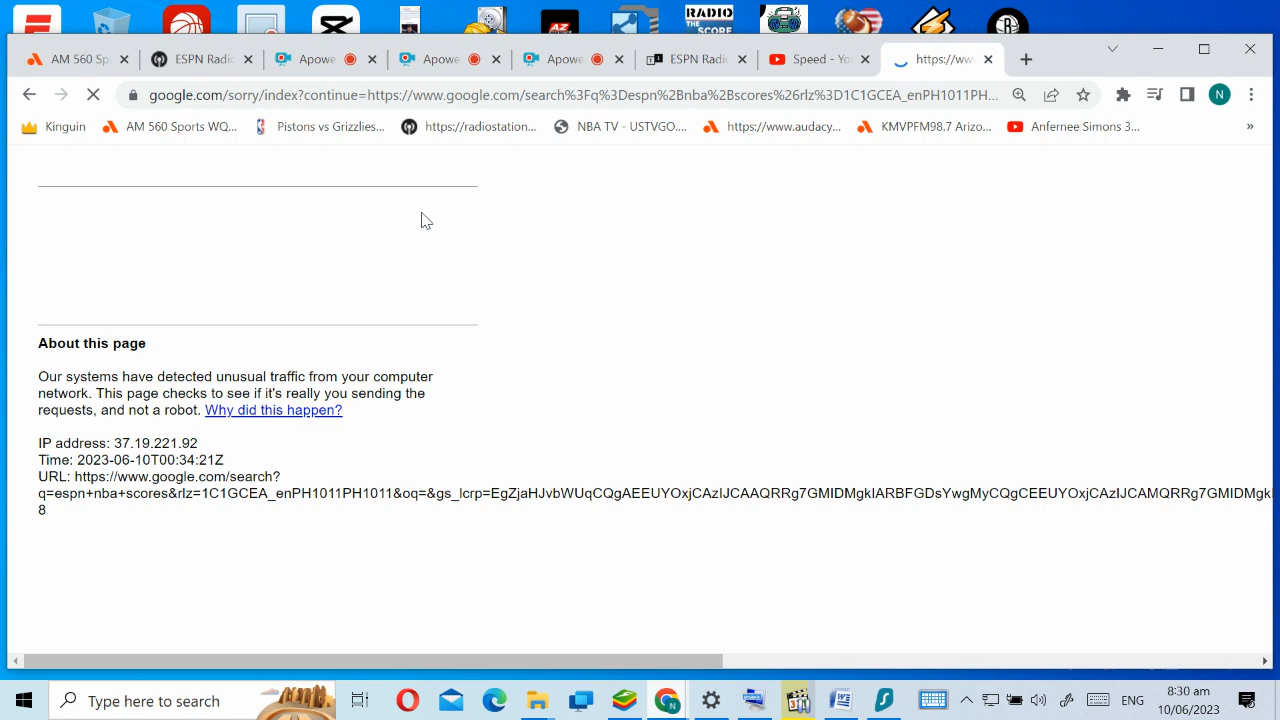 RADIO
THE
SCORE
AZ
AM 560 Sp
ESPN Radio
Apowe
Apowe
Apowe
ESPN Radi
Speed - Yo
https://ww
google.com/sorry/index?continue=https://www.google.com/search%3Fq%3Despn%2Bnba%2Bscores%26rlz%3D1C1GCEA_enPH1011PH...
N
Kinguin
AM 560 Sports WQ...
Pistons vs Grizzlies...
https://radiostation...
NBA TV - USTVGO....
https://www.audacy...
KMVPFM98.7 Arizo...
Anfernee Simons 3...
»
About this page
Our systems have detected unusual traffic from your computer
network. This page checks to see if it's really you sending the
requests, and not a robot. Why did this happen?
IP address: 37.19.221.92
Time: 2023-06-10T00:34:21Z
URL: https://www.google.com/search?
q=espn+nba+scores&rlz=1C1GCEA_enPH1011PH1011&oq=&gs_lcrp=EgZjaHJvbWUqCQgAEEUYOxjCAzIJCAAQRRg7GMIDMgkIARBFGDsYwgMyCQgCEEUYOxjCAzIJCAMQRRg7GMIDMgk
8
Type here to search
ENG
8:30 am
10/06/2023